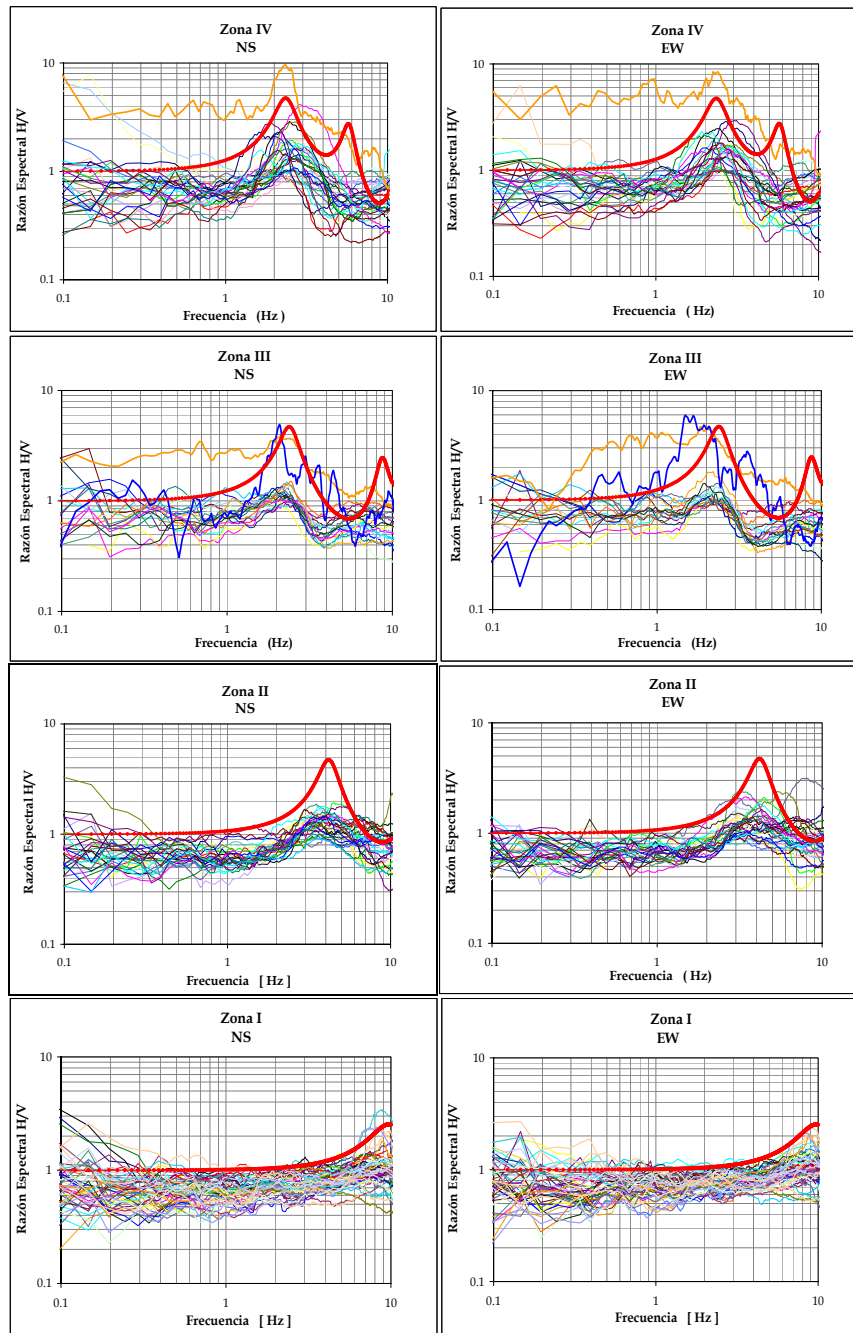 Zona IV
NS
Razón Espectral H/V
10
1
0.1
0.1
1
10
Frecuencia (Hz )
Zona IV
EW
Razón Espectral H/V
10
1
0.1
0.1
1
10
Frecuencia ( Hz)
Zona III
NS
Razón Espectral H/V
10
1
0.1
0.1
1
10
Frecuencia (Hz)
Zona III
EW
Razón Espectral H/V
10
1
0.1
0.1
1
10
Frecuencia ( Hz)
Zona II
NS
Razón Espectral H/V
10
1
0.1
0.1
1
10
Frecuencia [ Hz ]
Zona II
EW
Razón Espectral H/V
10
1
0.1
0.1
1
10
Frecuencia ( Hz)
Zona I
NS
Razón Espectral H/V
10
1
0.1
0.1
1
10
Frecuencia [ Hz ]
Zona I
EW
Razón Espectral H/V
10
1
0.1
0.1
1
10
Frecuencia [ Hz ]